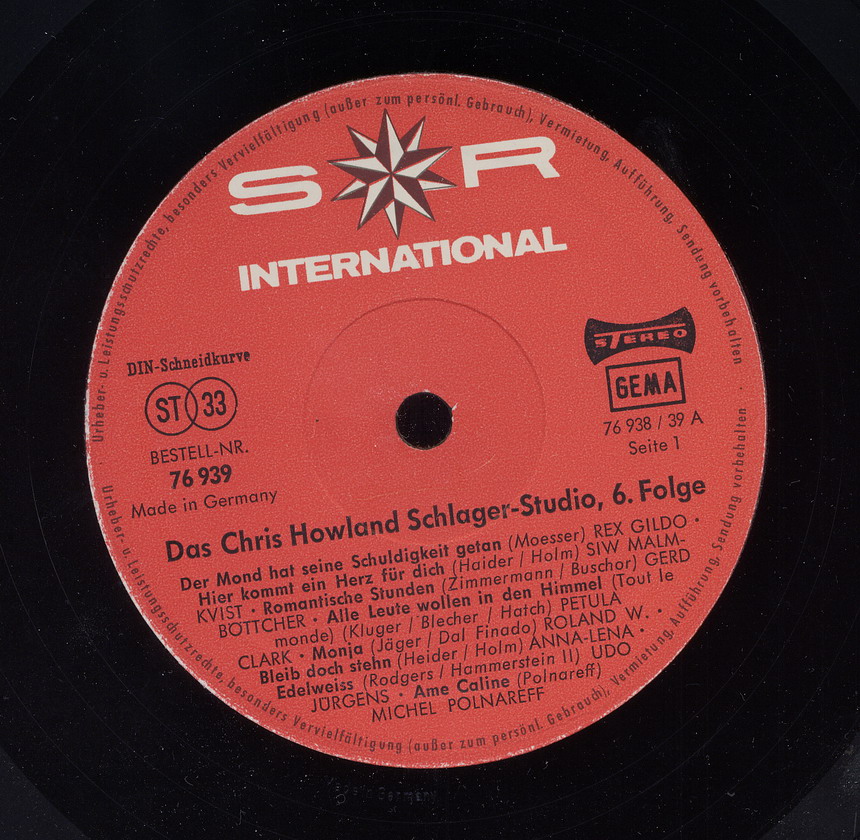 Urheber- u. Leistungsschutzrechte, besonders Vervielfältigung (außer zum persönl. Gebrauch), Vermietung, Aufführung, Sendung vorbehalten ·
S R
INTERNATIONAL
DIN-Schneidkurve
ST 33
BESTELL-NR.
76 939
Made in Germany
STEREO
GEMA
76 938 / 39 A
Seite 1
Das Chris Howland Schlager-Studio, 6. Folge
Der Mond hat seine Schuldigkeit getan (Moesser) REX GILDO ·
Hier kommt ein Herz für dich (Haider / Holm) SIW MALM-
KVIST · Romantische Stunden (Zimmermann / Buschor) GERD
BÖTTCHER · Alle Leute wollen in den Himmel (Tout le
monde) (Kluger / Blecher / Hatch) PETULA
CLARK · Monja (Jäger / Dal Finado) ROLAND W. ·
Bleib doch stehn (Heider / Holm) ANNA-LENA ·
Edelweiss (Rodgers / Hammerstein II) UDO
JÜRGENS · Ame Caline (Polnareff)
MICHEL POLNAREFF
Urheber- u. Leistungsschutzrechte, besonders Vervielfältigung (außer zum persönl. Gebrauch), Vermietung, Aufführung, Sendung vorbehalten ·